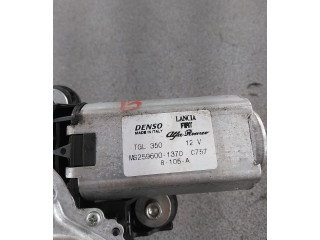 DENSO
MADE IN ITALY
LANCIA
FIAT
Alfa Romeo
TGL 350 12 V
MS259600-1370 C757
8-105-A